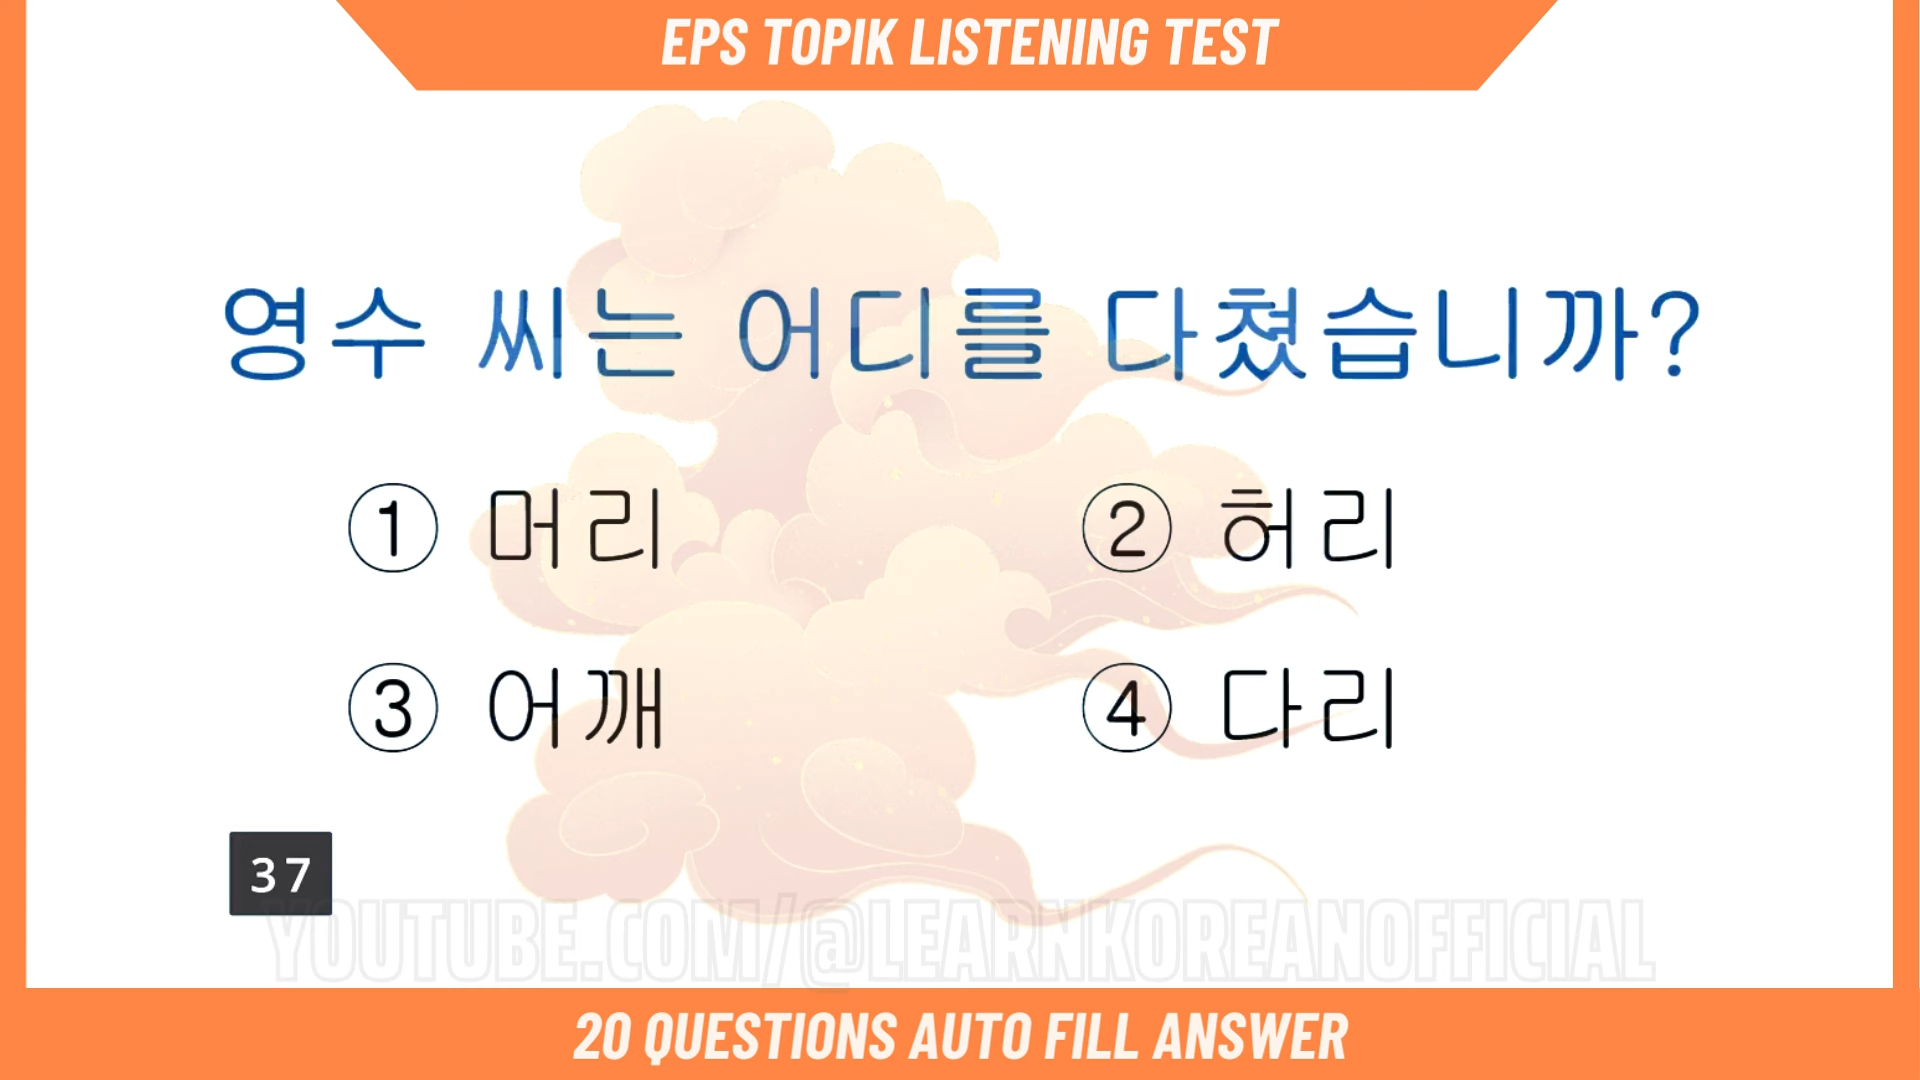 EPS TOPIK LISTENING TEST
영수 씨는 어디를 다쳤습니까?
① 머리 ② 허리
③ 어깨 ④ 다리
37
YOUTUBE.COM/@LEARNKOREANOFFICIAL
20 QUESTIONS AUTO FILL ANSWER